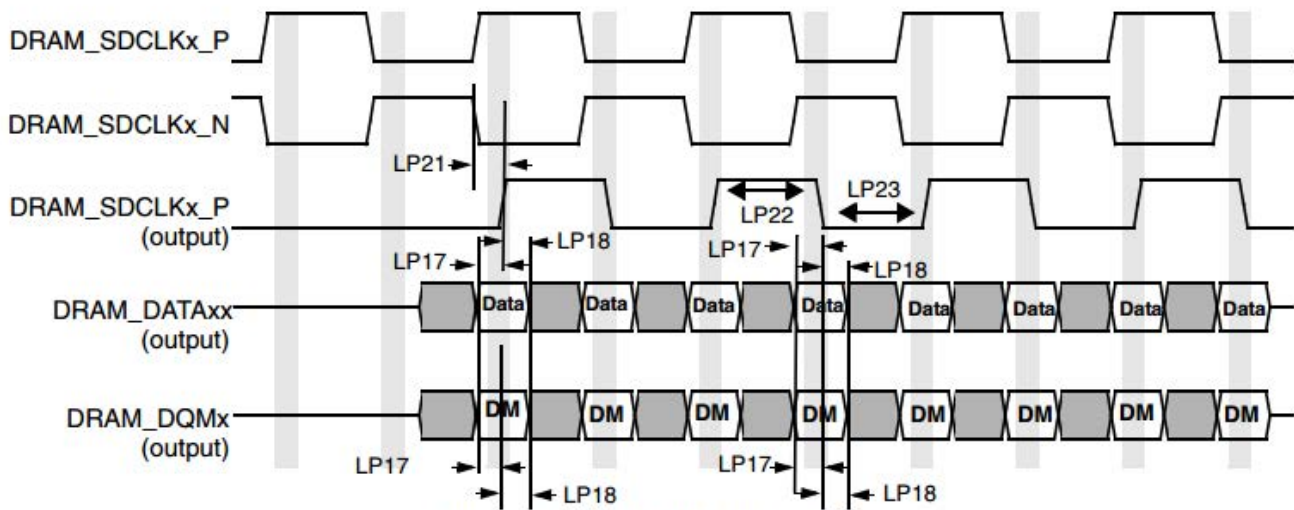 DRAM_SDCLKx_P
DRAM_SDCLKx_N
LP21
DRAM_SDCLKx_P
(output)
LP22
LP23
LP18
LP17
LP17
LP18
DRAM_DATAxx
(output)
Data Data Data Data Data Data Data Data
DRAM_DQMx
(output)
DM DM DM DM DM DM DM DM
LP17
LP17
LP18
LP18